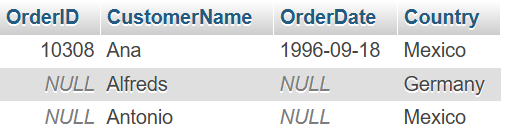 OrderID CustomerName OrderDate Country
10308 Ana 1996-09-18 Mexico
NULL Alfreds NULL Germany
NULL Antonio NULL Mexico